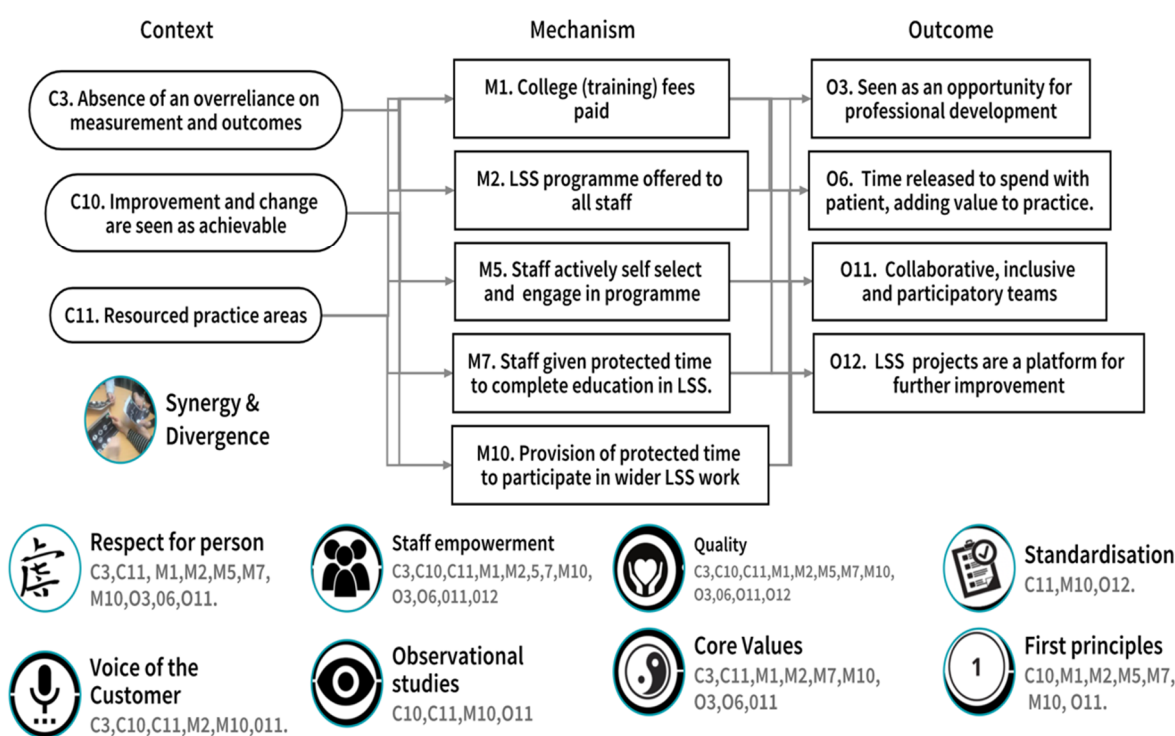 Context
Mechanism
Outcome
C3. Absence of an overreliance on
measurement and outcomes
C10. Improvement and change
are seen as achievable
C11. Resourced practice areas
M1. College (training) fees
paid
M2. LSS programme offered to
all staff
M5. Staff actively self select
and engage in programme
M7. Staff given protected time
to complete education in LSS.
M10. Provision of protected time
to participate in wider LSS work
O3. Seen as an opportunity for
professional development
O6. Time released to spend with
patient, adding value to practice.
O11. Collaborative, inclusive
and participatory teams
O12. LSS projects are a platform for
further improvement
Synergy &
Divergence
Respect for person
C3,C11, M1,M2,M5,M7,
M10,O3,06,O11.
Staff empowerment
C3,C10,C11,M1,M2,5,7,M10,
O3,O6,011,012
Quality
C3,C10,C11,M1,M2,M5,M7,M10,
O3,06,O11,O12
Standardisation
C11,M10,O12.
Voice of the
Customer
C3,C10,C11,M2,M10,011.
Observational
studies
C10,C11,M10,O11
Core Values
C3,C11,M1,M2,M7,M10,
O3,O6,011
1
First principles
C10,M1,M2,M5,M7,
M10, O11.